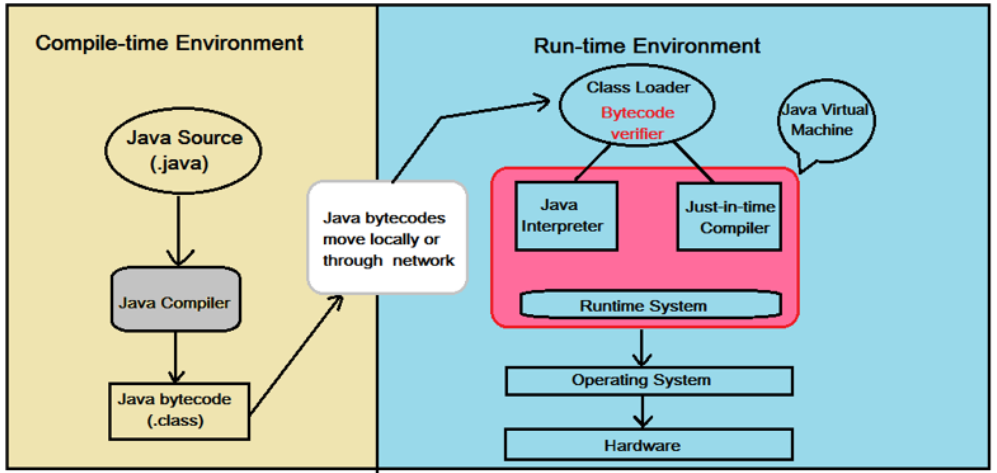 Compile-time Environment
Java Source
(.java)
Java Compiler
Java bytecode
(.class)
Java bytecodes
move locally or
through network
Run-time Environment
Class Loader
Bytecode
verifier
Java Virtual
Machine
Java
Interpreter
Just-in-time
Compiler
Runtime System
Operating System
Hardware